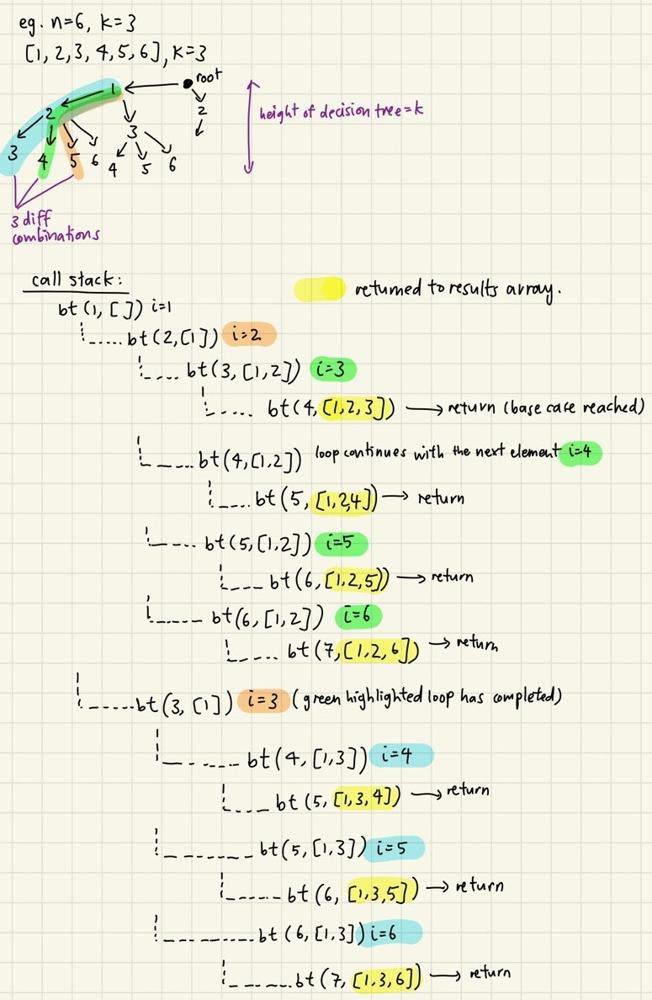 eg. n=6, k=3
[1, 2, 3, 4, 5, 6], k=3
root
1
2
2
3
3 4 5 6
4 5 6
height of decision tree=k
3 diff
combinations
call stack:
returned to results array.
bt (1, []) i=1
bt(2,[1]) i=2
bt (3, [1,2]) i=3
bt(4,[1,2,3]) → return (base case reached)
bt(4,[1,2]) loop continues with the next element i=4
bt(5, [1,2,4]) → return
bt(5,[1,2]) i=5
bt(6,[1,2,5]) → return
bt(6,[1,2]) i=6
bt(7,[1,2,6]) → return
bt(3, [1]) i=3 (green highlighted loop has completed)
bt(4, [1,3]) i=4
bt (5, [1,3,4]) → return
bt(5, [1,3]) i=5
bt(6, [1,3,5]) → return
bt (6, [1,3]) i=6
bt(7, [1,3,6]) → return